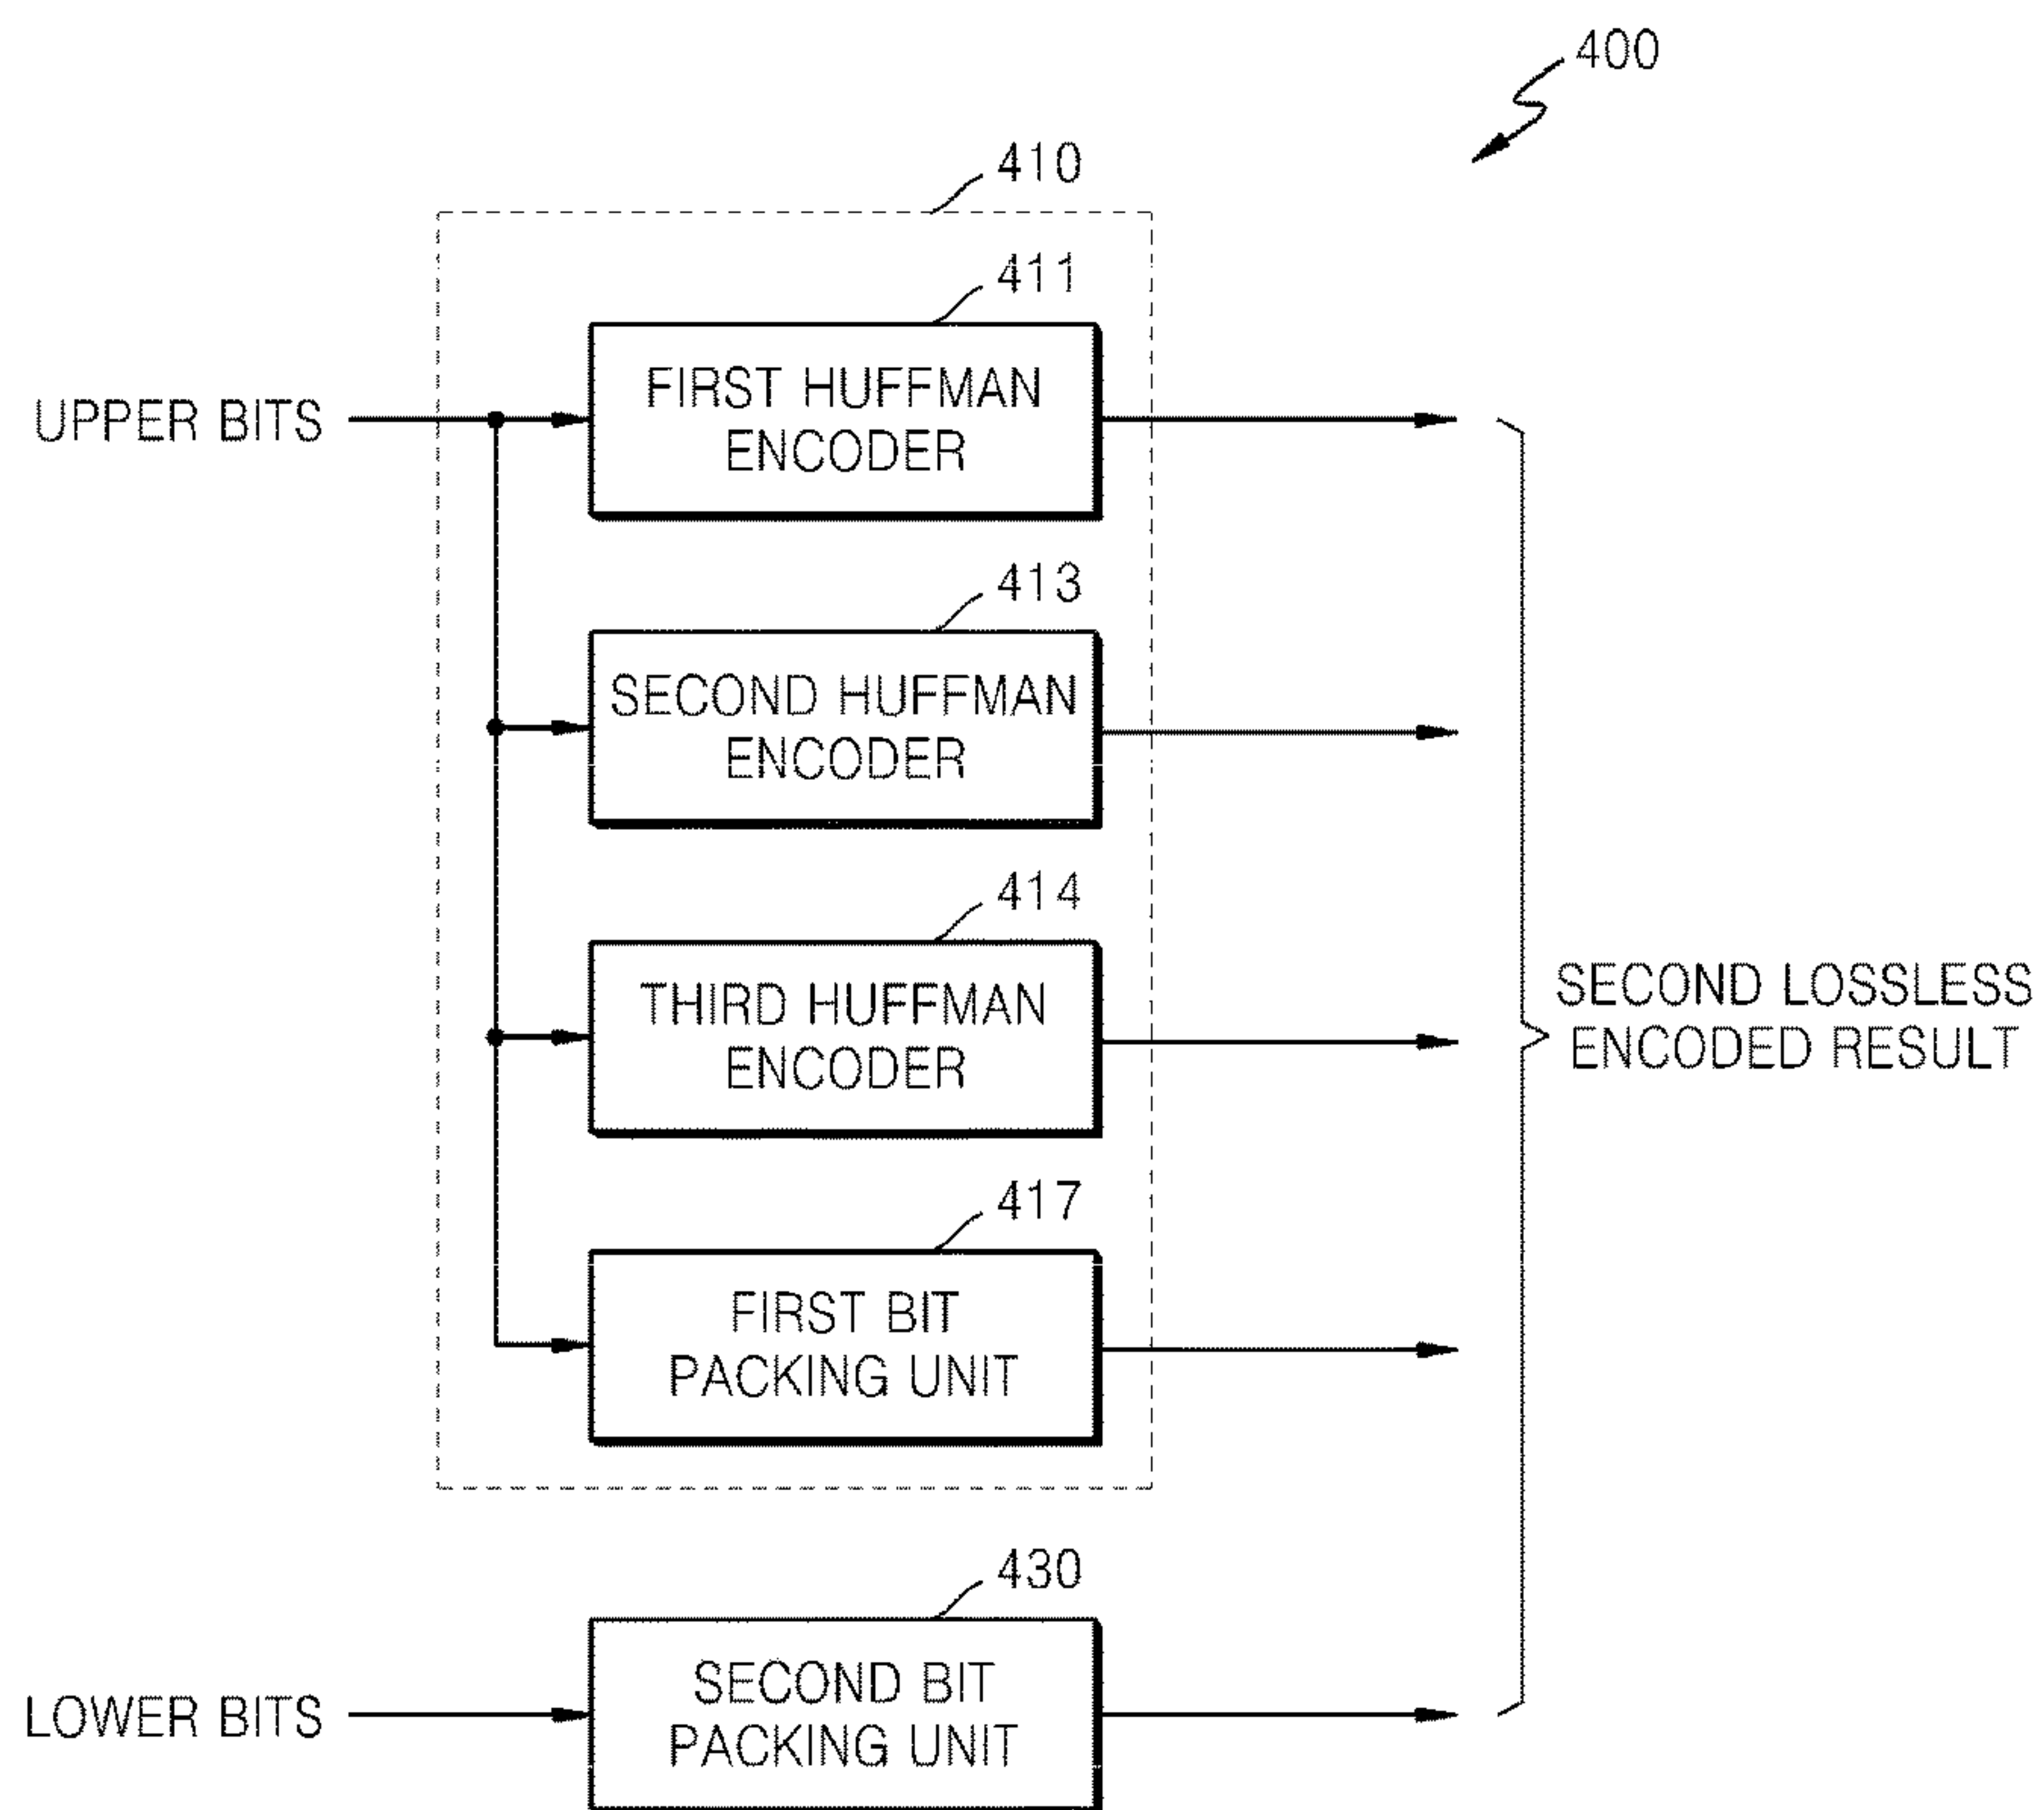 400
410
411
FIRST HUFFMAN
ENCODER
UPPER BITS
413
SECOND HUFFMAN
ENCODER
414
THIRD HUFFMAN
ENCODER
SECOND LOSSLESS
ENCODED RESULT
417
FIRST BIT
PACKING UNIT
430
SECOND BIT
PACKING UNIT
LOWER BITS